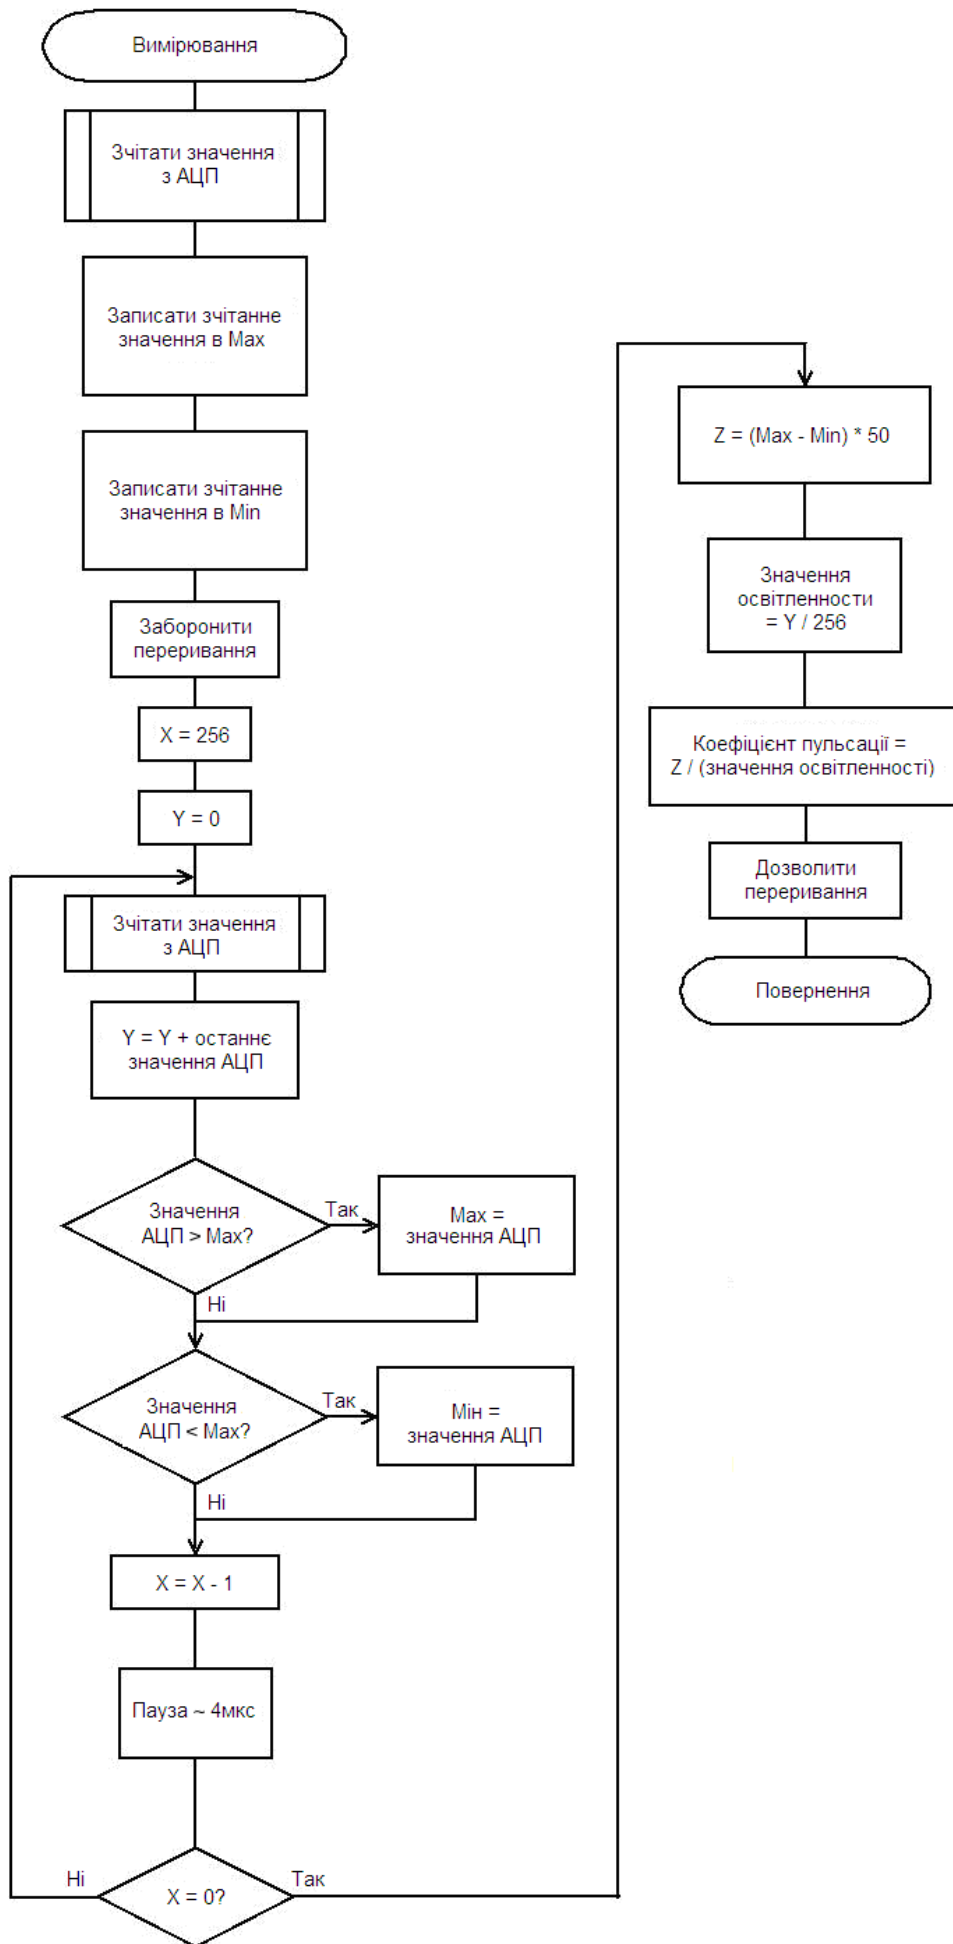 Вимірювання
Зчітати значення
з АЦП
Записати зчітанне
значення в Max
Записати зчітанне
значення в Min
Заборонити
переривання
X = 256
Y = 0
Зчітати значення
з АЦП
Y = Y + останнє
значення АЦП
Значення
АЦП > Max?
Так
Max =
значення АЦП
Ні
Значення
АЦП < Max?
Так
Мін =
значення АЦП
Ні
X = X - 1
Пауза ~ 4мкс
X = 0?
Ні
Так
Z = (Max - Min) * 50
Значення
освітленности
= Y / 256
Коефіцієнт пульсації =
Z / (значення освітленності)
Дозволити
переривання
Повернення